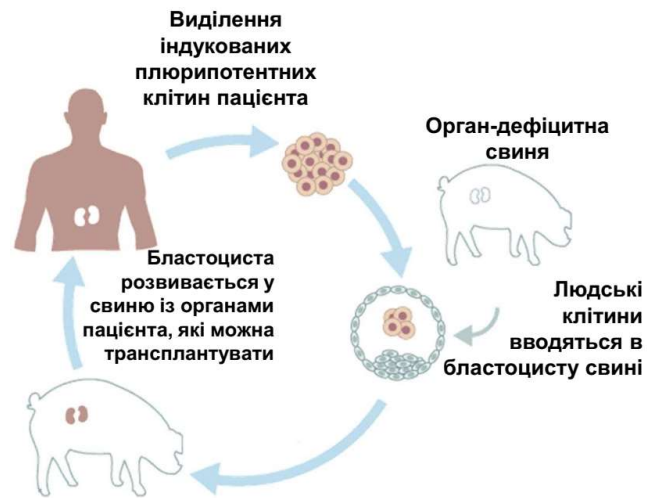 Виділення
індукованих
плюрипотентних
клітин пацієнта
Орган-дефіцитна
свиня
Людські
клітини
вводяться в
бластоцисту свині
Бластоциста
розвивається у
свиню із органами
пацієнта, які можна
трансплантувати